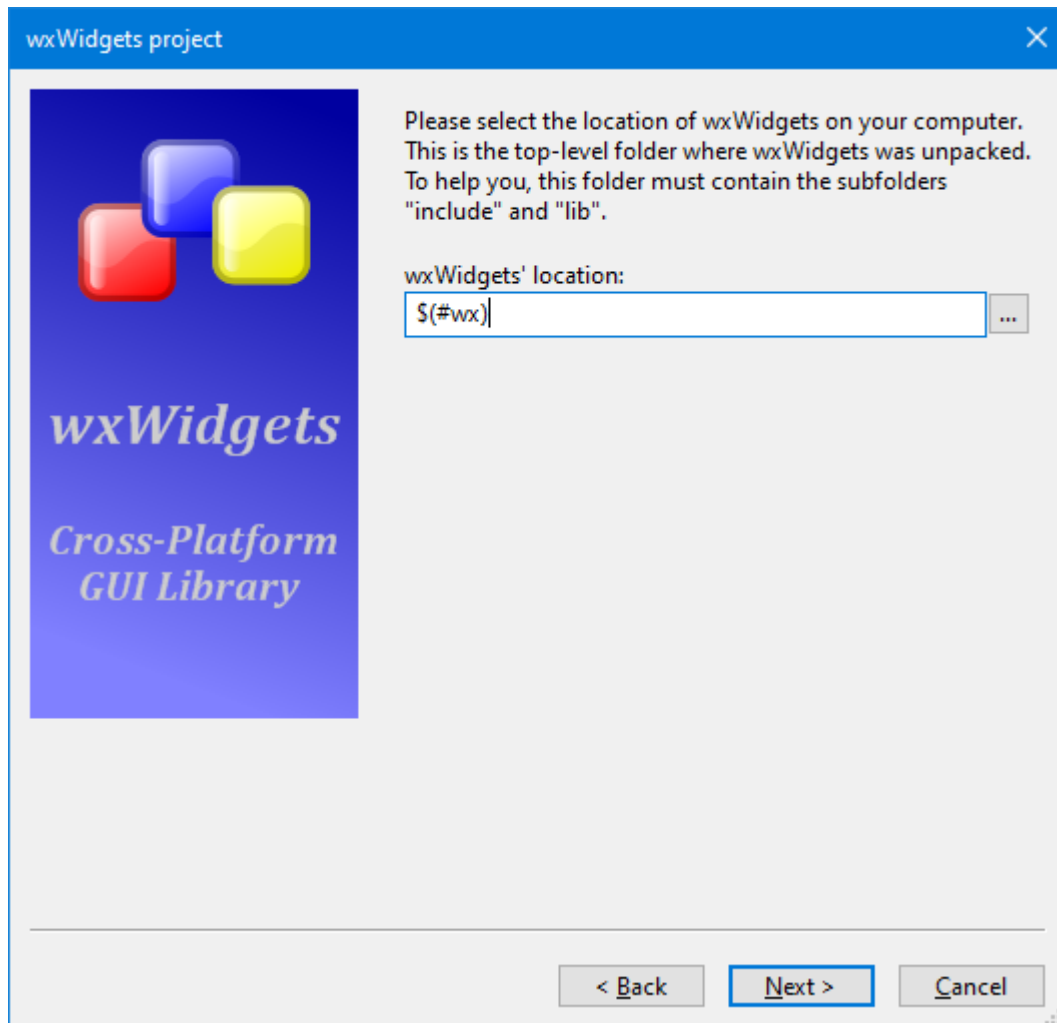 wxWidgets project
Please select the location of wxWidgets on your computer.
This is the top-level folder where wxWidgets was unpacked.
To help you, this folder must contain the subfolders
"include" and "lib".
wxWidgets' location:
$(#wx)
...
wxWidgets
Cross-Platform
GUI Library
< Back
Next >
Cancel